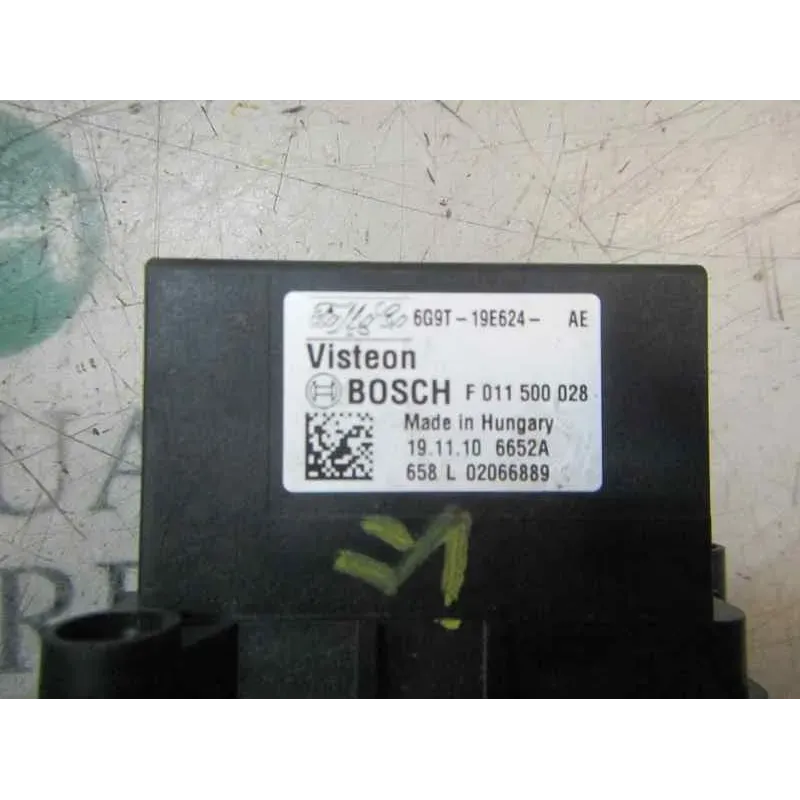 6G9T-19E624- AE
Visteon
BOSCH F 011 500 028
Made in Hungary
19.11.10 6652A
658 L 02066889